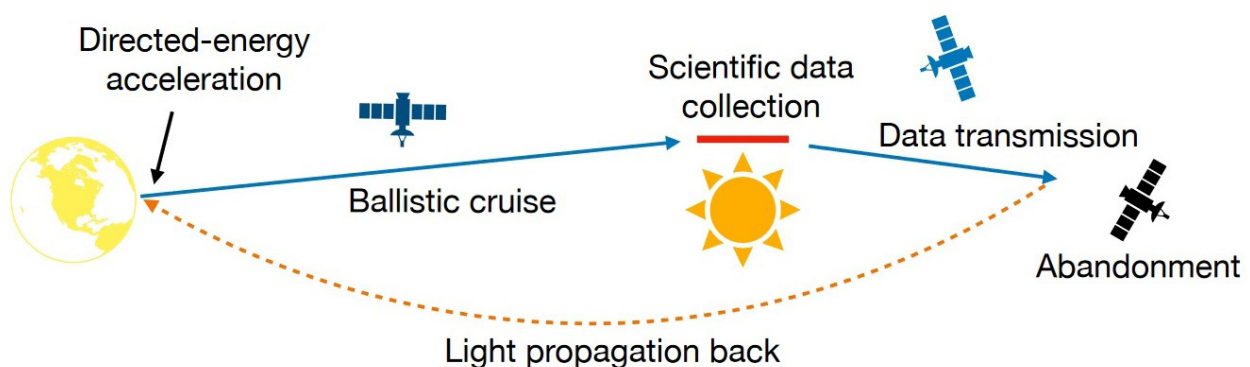 Directed-energy
acceleration
Scientific data
collection
Data transmission
Ballistic cruise
Abandonment
Light propagation back